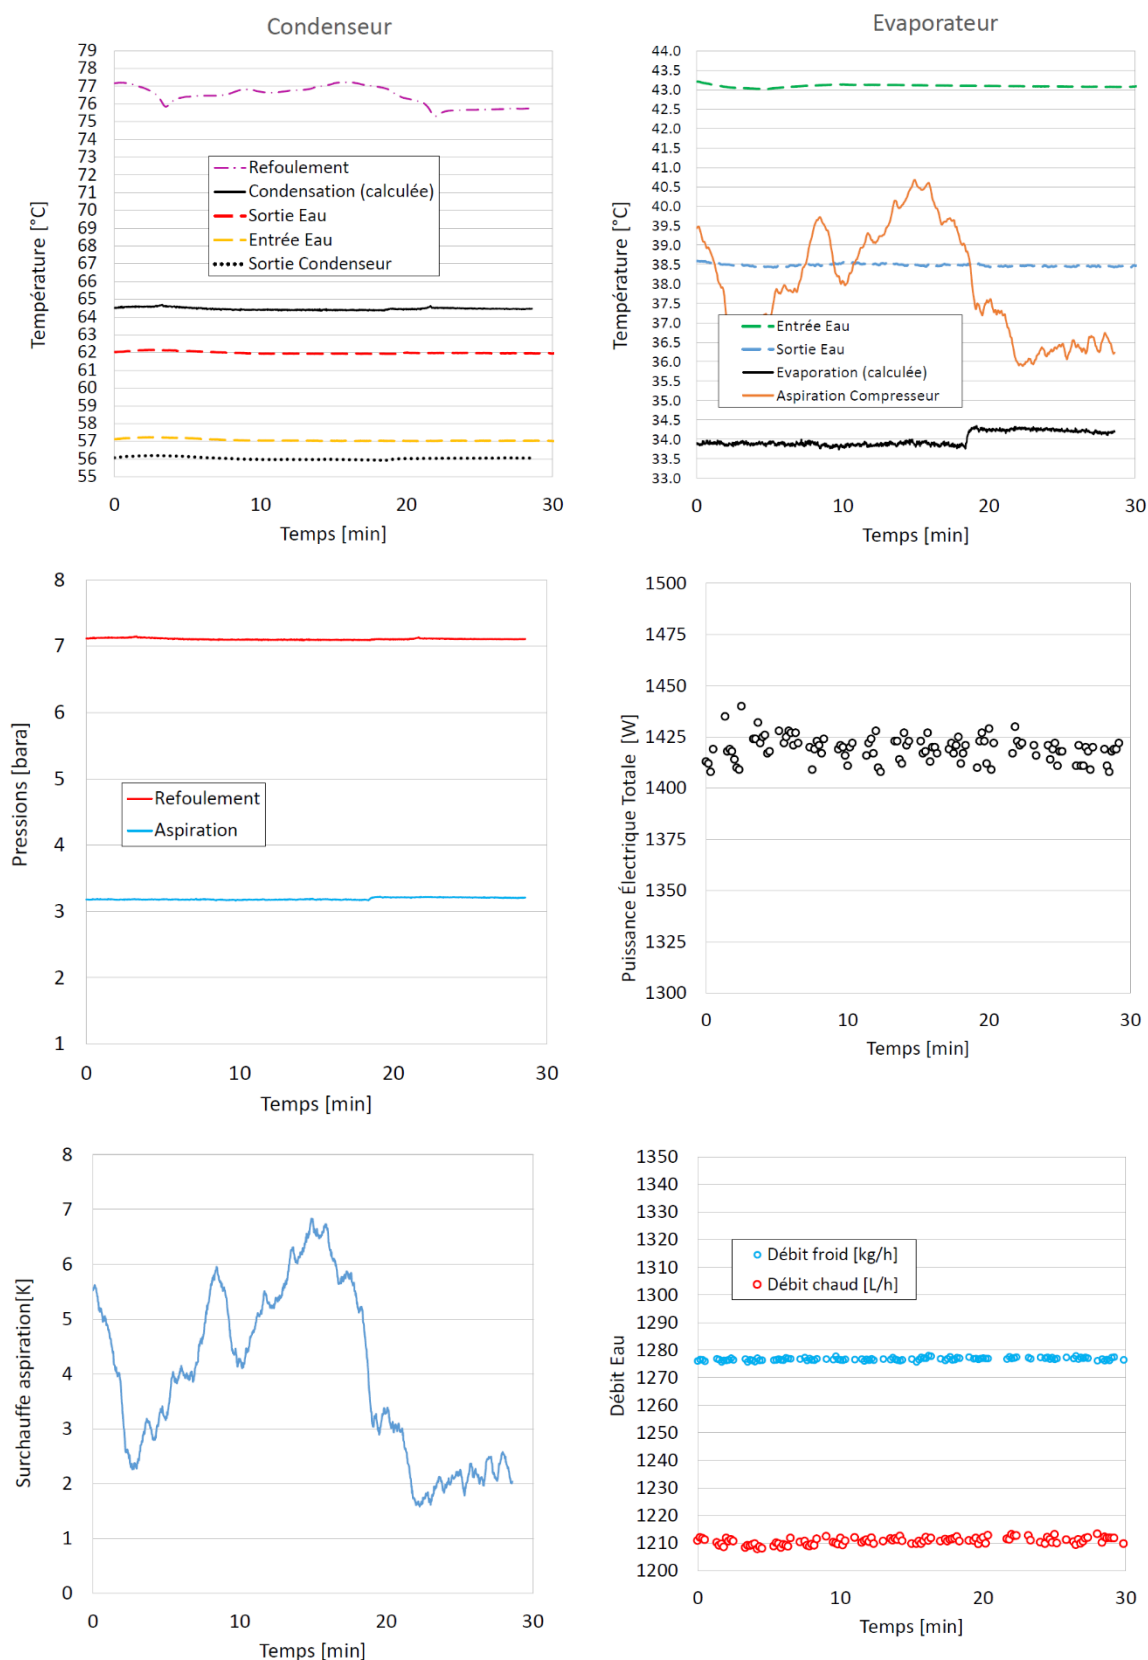 Condenseur
79
78
77
76
75
74
73
72
71
70
69
68
67
66
65
64
63
62
61
60
59
58
57
56
55
Température [°C]
Refoulement
Condensation (calculée)
Sortie Eau
Entrée Eau
Sortie Condenseur
0 10 20 30
Temps [min]
Evaporateur
44.0
43.5
43.0
42.5
42.0
41.5
41.0
40.5
40.0
39.5
39.0
38.5
38.0
37.5
37.0
36.5
36.0
35.5
35.0
34.5
34.0
33.5
33.0
Température [°C]
Entrée Eau
Sortie Eau
Evaporation (calculée)
Aspiration Compresseur
0 10 20 30
Temps [min]
8
7
6
5
4
3
2
1
Pressions [bara]
Refoulement
Aspiration
0 10 20 30
Temps [min]
1500
1475
1450
1425
1400
1375
1350
1325
1300
Puissance Électrique Totale [W]
0 10 20 30
Temps [min]
8
7
6
5
4
3
2
1
0
Surchauffe aspiration[K]
0 10 20 30
Temps [min]
1350
1340
1330
1320
1310
1300
1290
1280
1270
1260
1250
1240
1230
1220
1210
1200
Débit Eau
Débit froid [kg/h]
Débit chaud [L/h]
0 10 20 30
Temps [min]